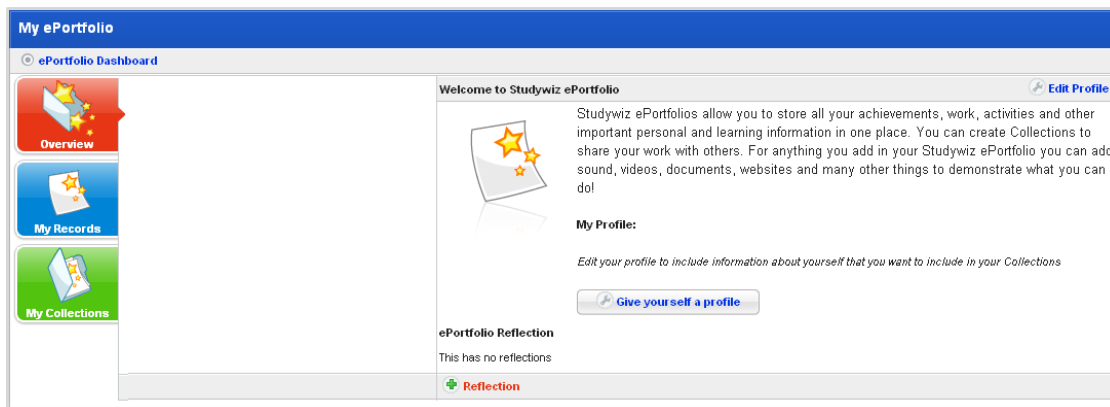 My ePortfolio
ePortfolio Dashboard
Overview
My Records
My Collections
Welcome to Studywiz ePortfolio
Edit Profile
Studywiz ePortfolios allow you to store all your achievements, work, activities and other
important personal and learning information in one place. You can create Collections to
share your work with others. For anything you add in your Studywiz ePortfolio you can add
sound, videos, documents, websites and many other things to demonstrate what you can
do!
My Profile:
Edit your profile to include information about yourself that you want to include in your Collections
Give yourself a profile
ePortfolio Reflection
This has no reflections
Reflection